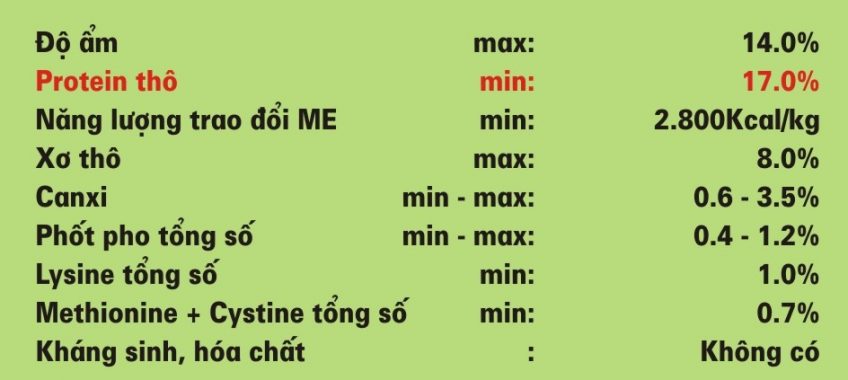 Độ ẩm max: 14.0%
Protein thô min: 17.0%
Năng lượng trao đổi ME min: 2.800Kcal/kg
Xơ thô max: 8.0%
Canxi min - max: 0.6 - 3.5%
Phốt pho tổng số min - max: 0.4 - 1.2%
Lysine tổng số min: 1.0%
Methionine + Cystine tổng số min: 0.7%
Kháng sinh, hóa chất : Không có